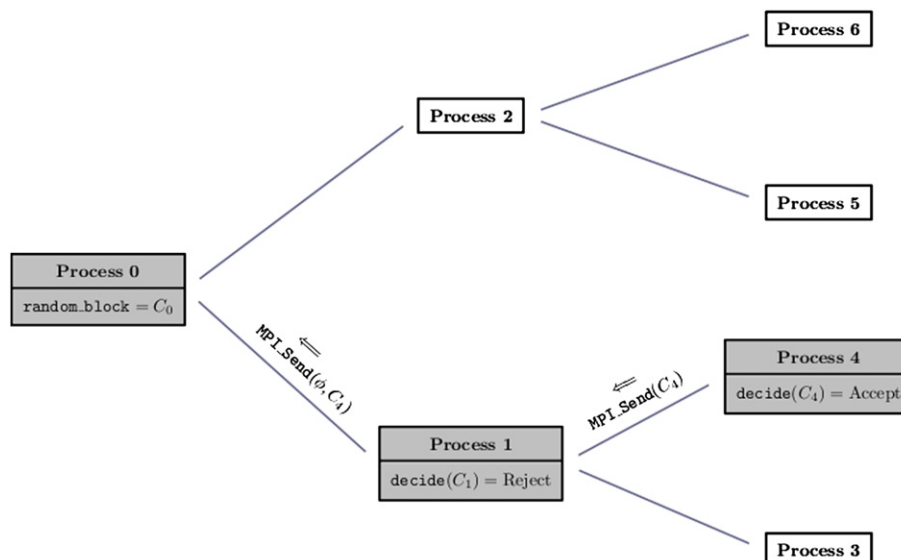 Process 6
Process 2
Process 5
Process 0
random_block = C₀
MPI_Send(ϕ, C₄)
⇐
Process 4
decide(C₄) = Accept
MPI_Send(C₄)
⇐
Process 1
decide(C₁) = Reject
Process 3